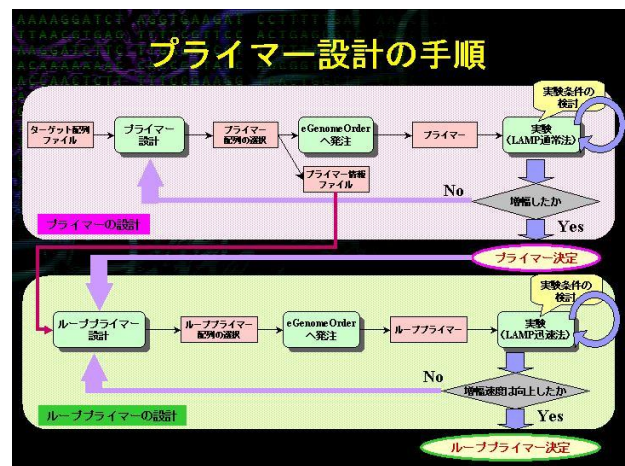 プライマー設計の手順
実験条件の
検討
ターゲット配列
ファイル
プライマー
設計
プライマー
配列の選択
eGenomeOrder
へ発注
プライマー
実験
(LAMP通常法)
プライマー情報
ファイル
No
増幅したか
プライマーの設計
Yes
プライマー決定
実験条件の
検討
ループプライマー
設計
ループプライマー
配列の選択
eGenomeOrder
へ発注
ループプライマー
実験
(LAMP迅速法)
No
増幅速度は向上したか
ループプライマーの設計
Yes
ループプライマー決定